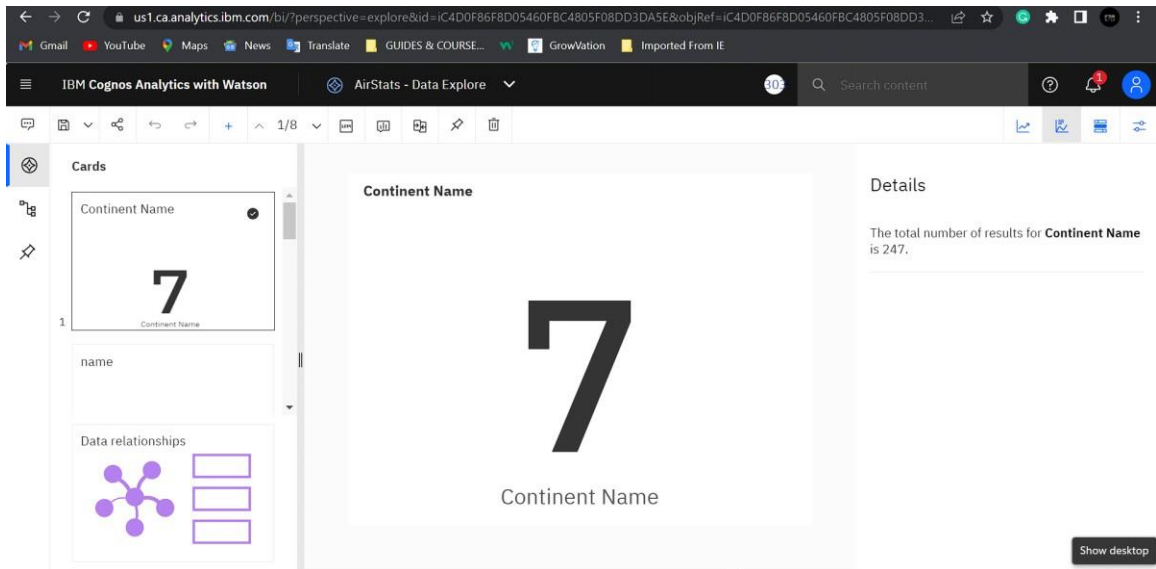 us1.ca.analytics.ibm.com/bi/?perspective=explore&id=iC4D0F86F8D05460FBC4805F08DD3DA5E&objRef=iC4D0F86F8D05460FBC4805F08DD3...
Gmail YouTube Maps News Translate GUIDES & COURSE... GrowVation Imported From IE
IBM Cognos Analytics with Watson AirStats - Data Explore Search content 1
1/8
Cards
Continent Name
7
Continent Name
1
name
Data relationships
Continent Name
7
Continent Name
Details
The total number of results for Continent Name
is 247.
Show desktop